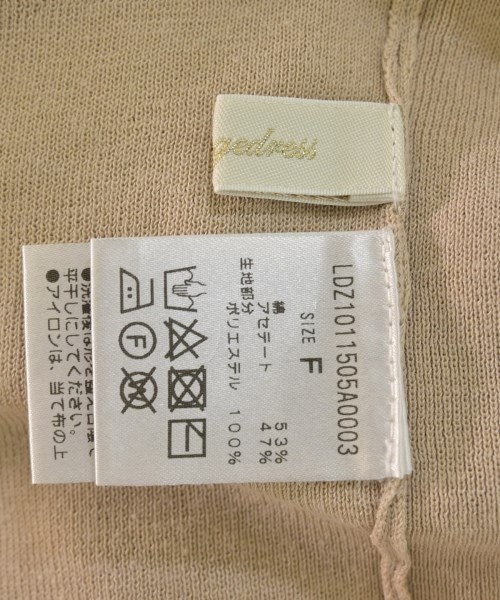 gedress
LDZ1011505A0003
SIZE F
綿 53%
アセテート 47%
生地部分
ポリエステル 100%
F
W
平干しにしてください。
●アイロンは、当て布の上